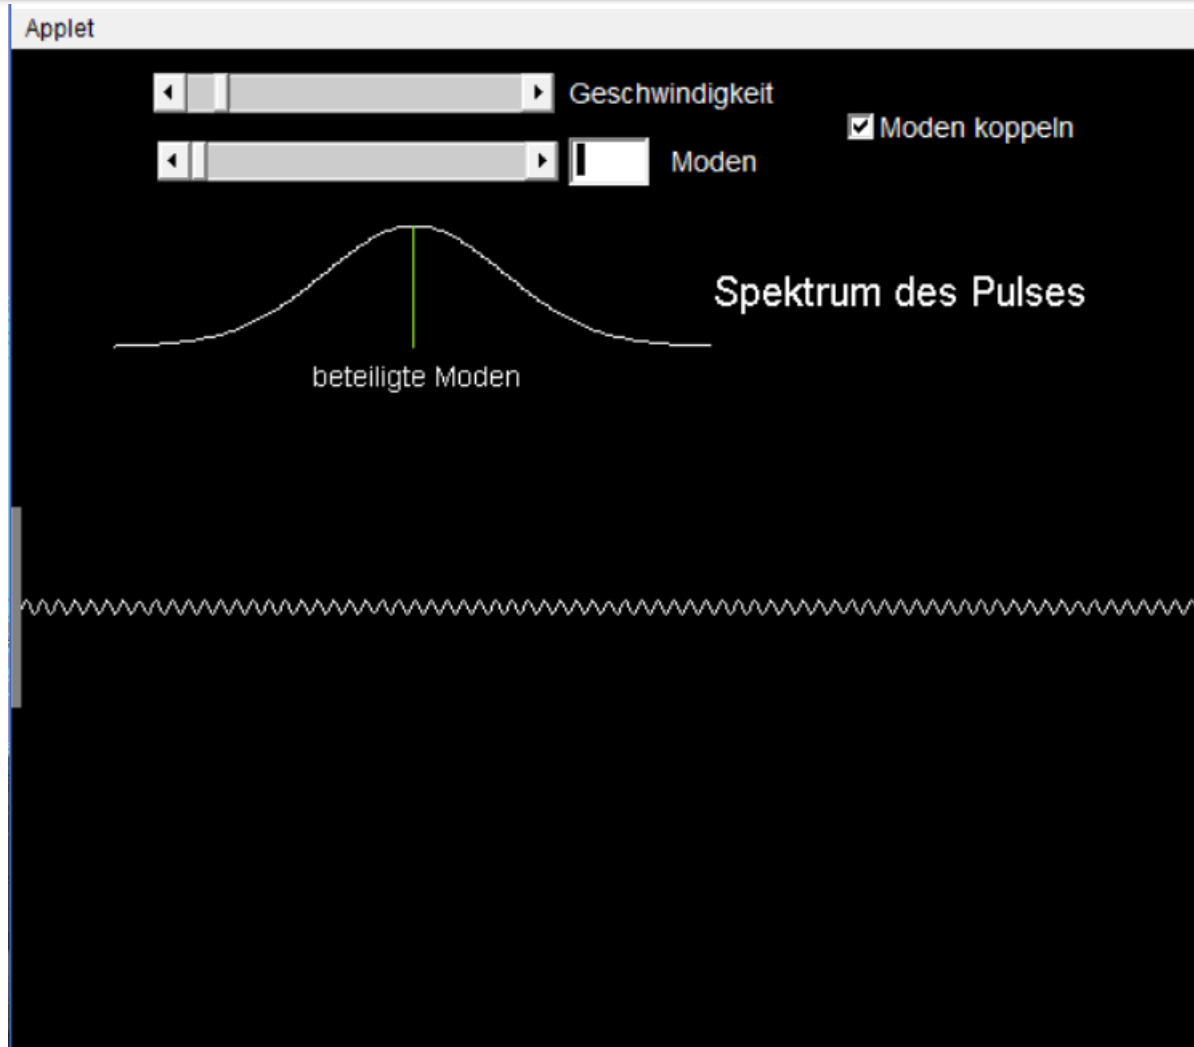 Applet
Geschwindigkeit
Moden koppeln
Moden
Spektrum des Pulses
beteiligte Moden